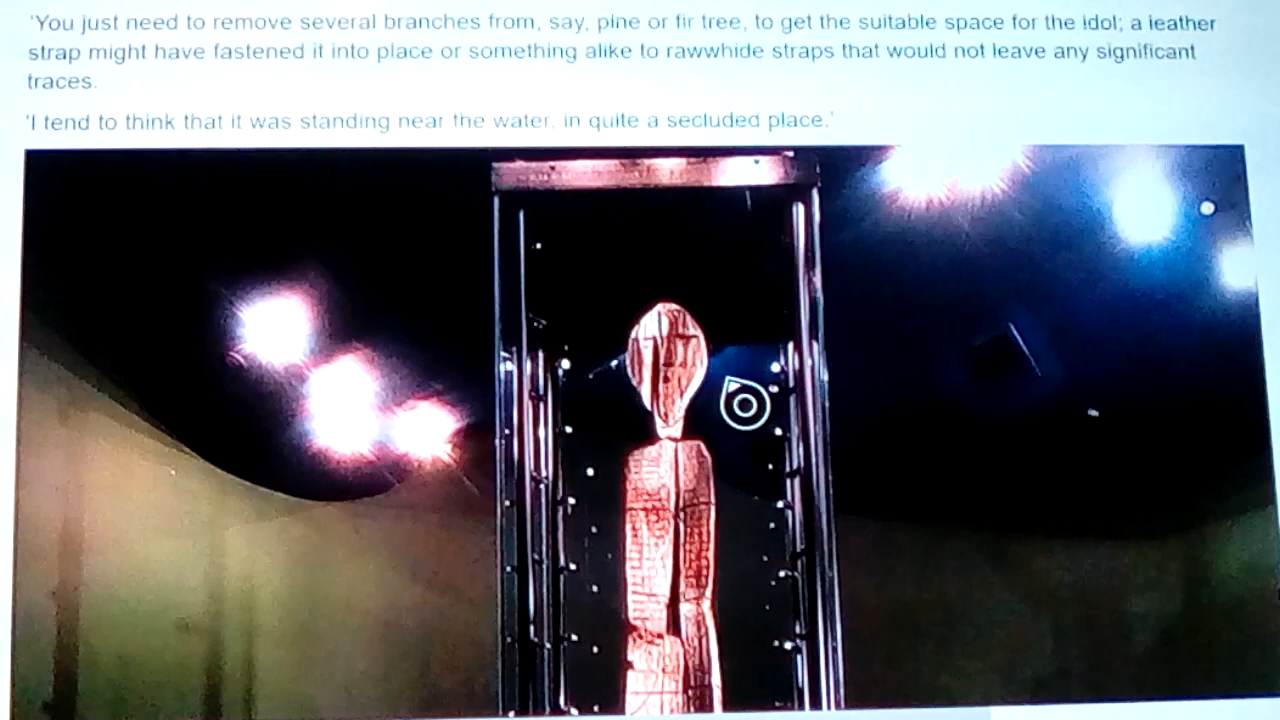 'You just need to remove several branches from, say, pine or fir tree, to get the suitable space for the idol; a leather
strap might have fastened it into place or something alike to rawwhide straps that would not leave any significant
traces.
'I tend to think that it was standing near the water, in quite a secluded place.'